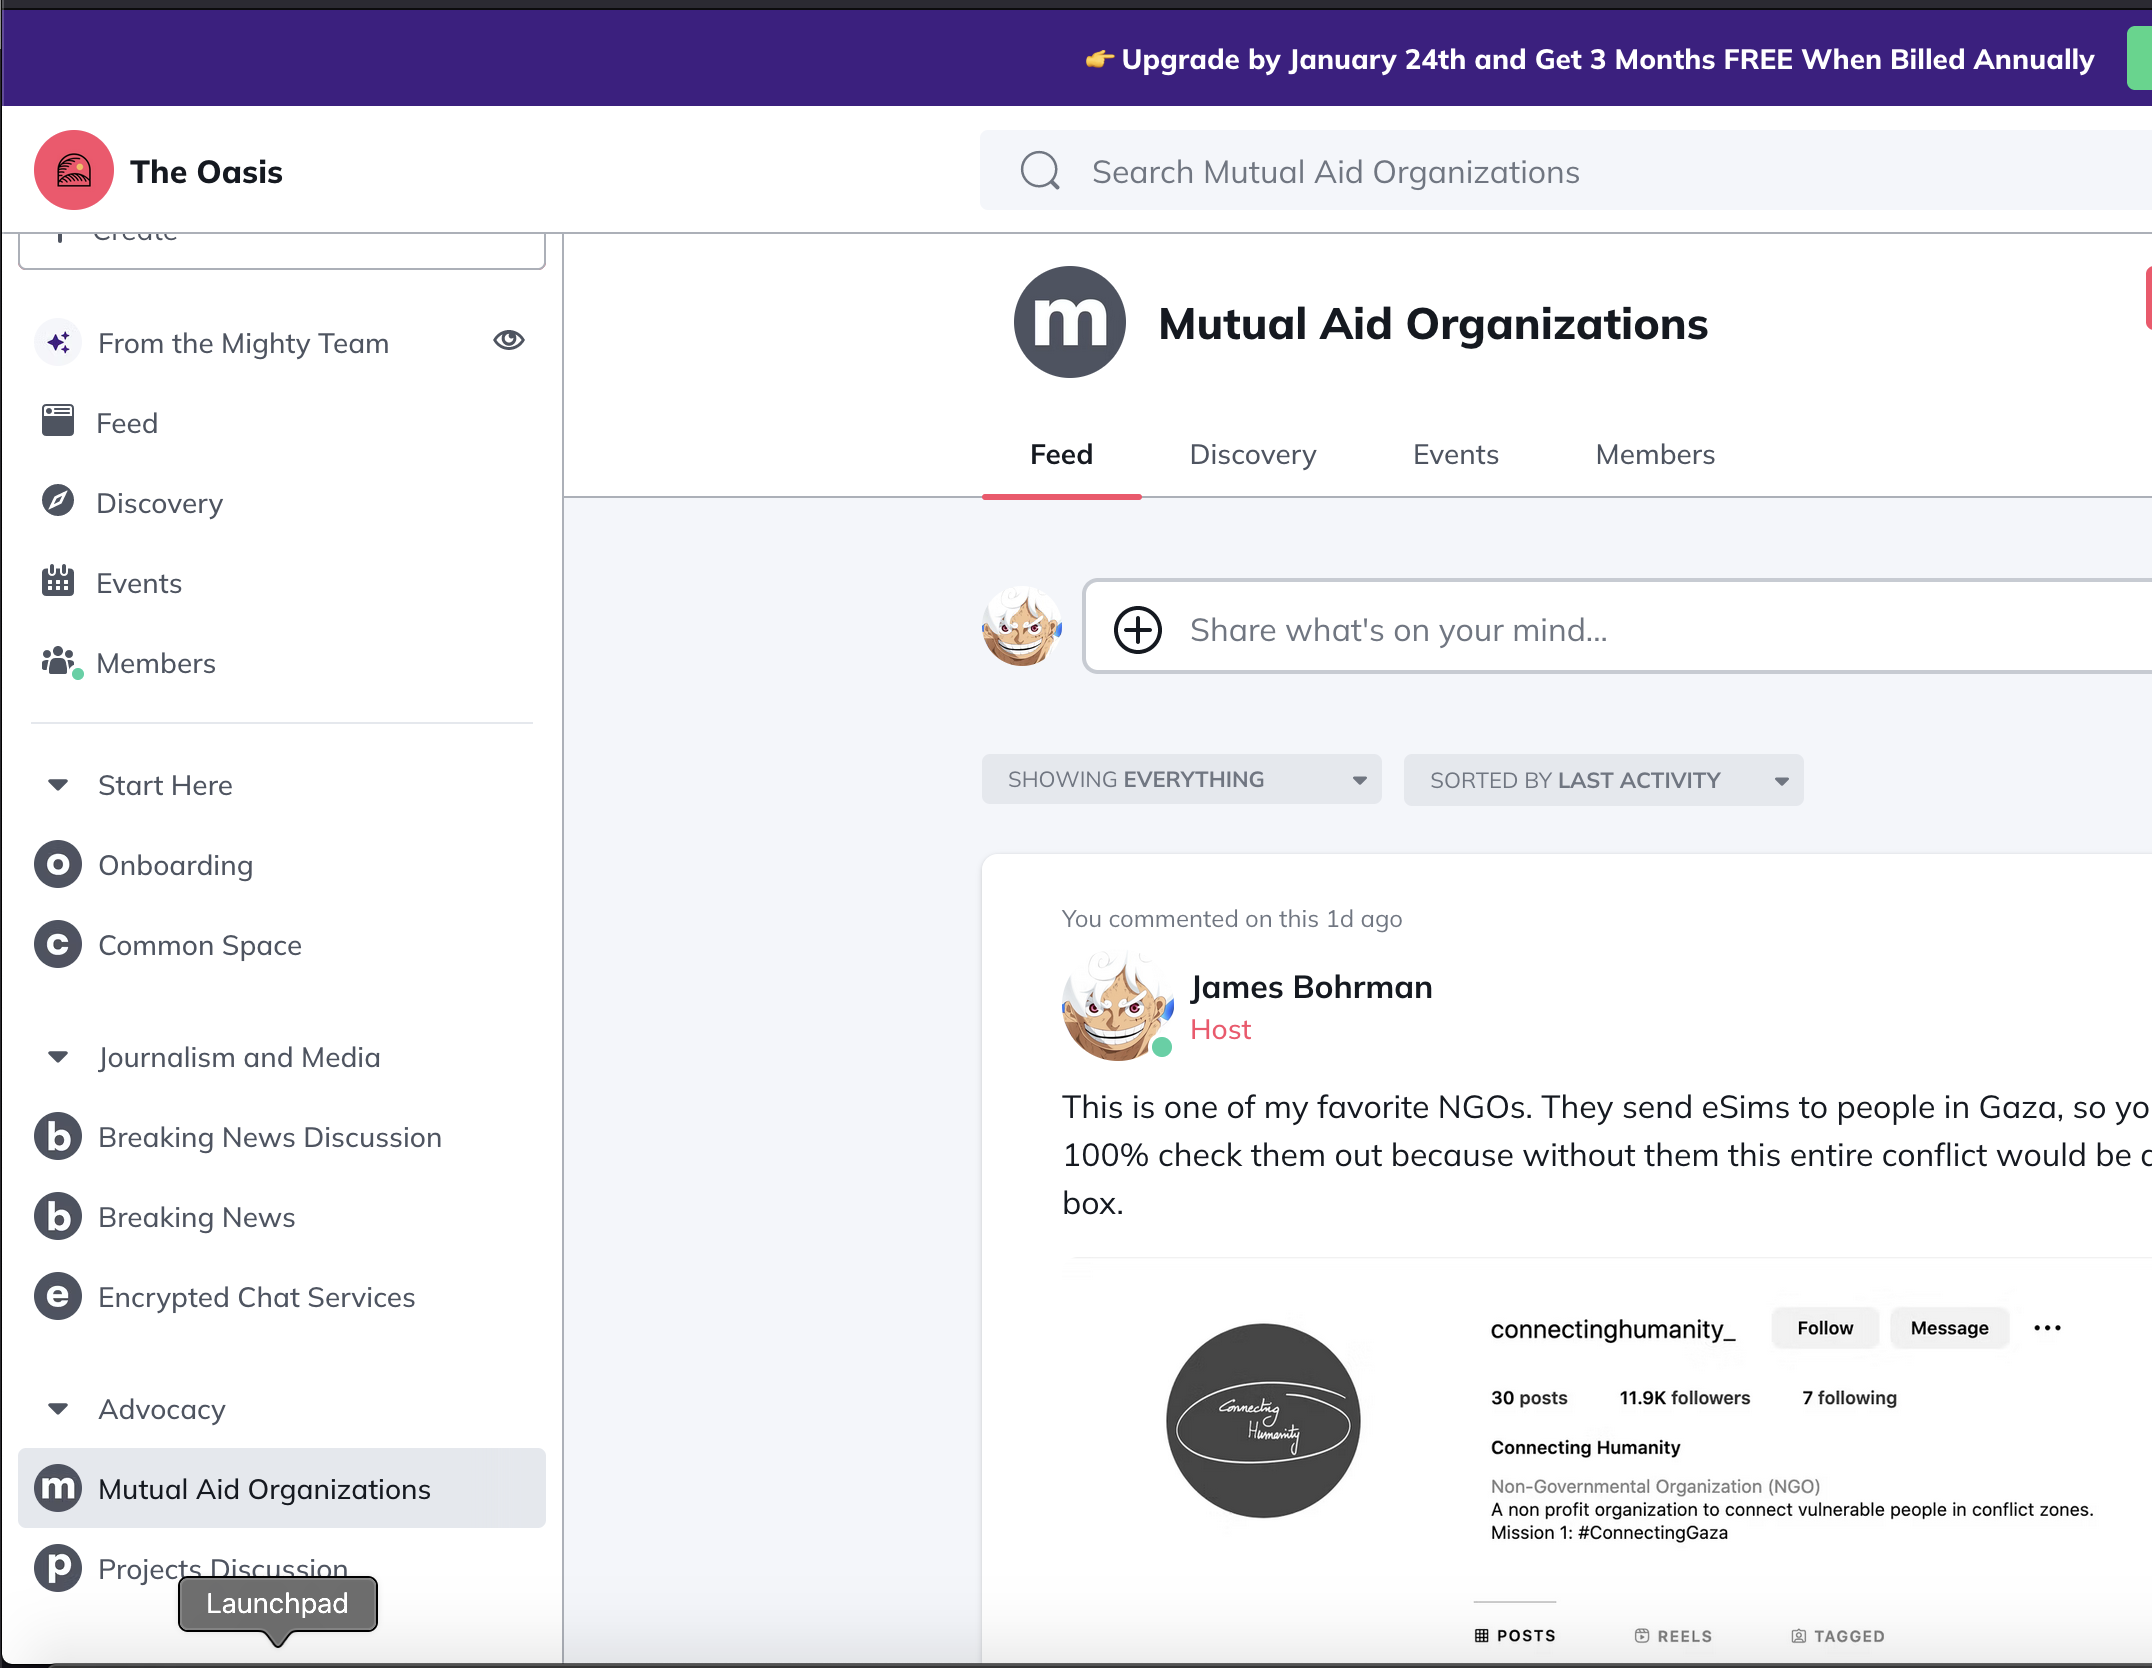 👉 Upgrade by January 24th and Get 3 Months FREE When Billed Annually
The Oasis
Search Mutual Aid Organizations
Create
From the Mighty Team
Feed
Discovery
Events
Members
Start Here
o Onboarding
c Common Space
Journalism and Media
b Breaking News Discussion
b Breaking News
e Encrypted Chat Services
Advocacy
m Mutual Aid Organizations
p Projects Discussion
Launchpad
m Mutual Aid Organizations
Feed Discovery Events Members
Share what's on your mind...
SHOWING EVERYTHING
SORTED BY LAST ACTIVITY
You commented on this 1d ago
James Bohrman
Host
This is one of my favorite NGOs. They send eSims to people in Gaza, so yo
100% check them out because without them this entire conflict would be
box.
Connecting
Humanity
connectinghumanity_ Follow Message ...
30 posts 11.9K followers 7 following
Connecting Humanity
Non-Governmental Organization (NGO)
A non profit organization to connect vulnerable people in conflict zones.
Mission 1: #ConnectingGaza
POSTS REELS TAGGED